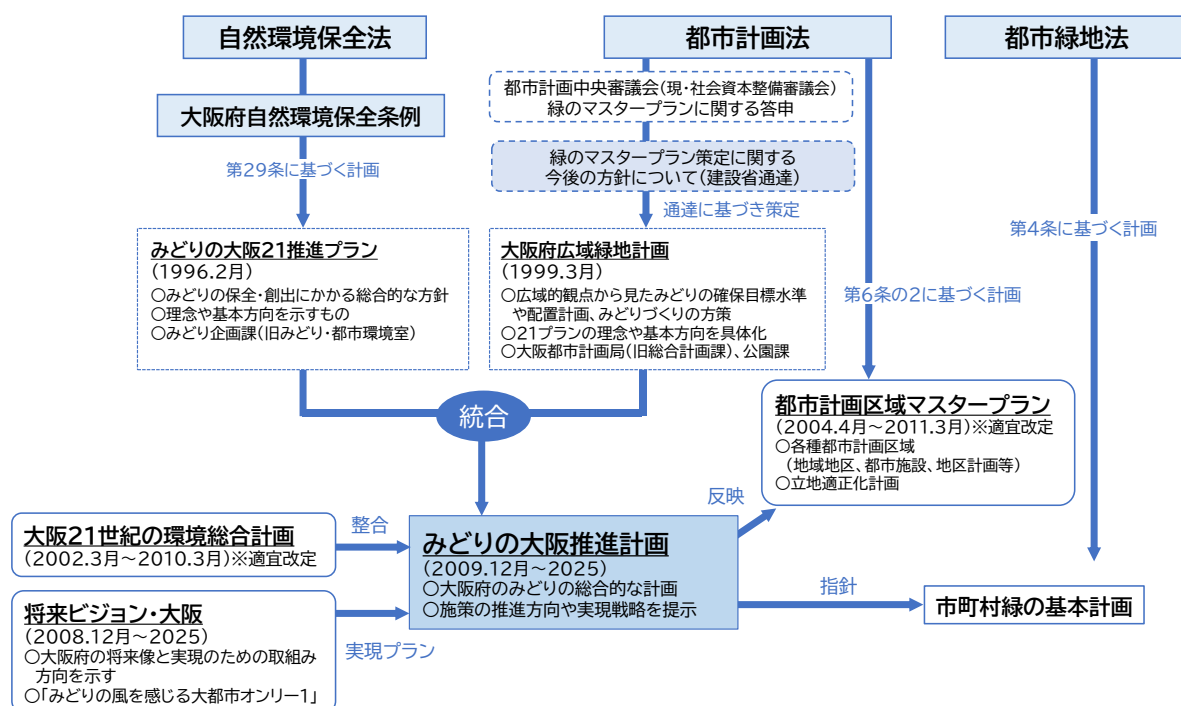 自然環境保全法
都市計画法
都市緑地法
大阪府自然環境保全条例
都市計画中央審議会(現・社会資本整備審議会)
緑のマスタープランに関する答申
緑のマスタープラン策定に関する
今後の方針について(建設省通達)
第29条に基づく計画
通達に基づき策定
第4条に基づく計画
みどりの大阪21推進プラン
(1996.2月)
○みどりの保全・創出にかかる総合的な方針
○理念や基本方向を示すもの
○みどり企画課(旧みどり・都市環境室)
大阪府広域緑地計画
(1999.3月)
○広域的観点から見たみどりの確保目標水準
や配置計画、みどりづくりの方策
○21プランの理念や基本方向を具体化
○大阪都市計画局(旧総合計画課)、公園課
第6条の2に基づく計画
統合
都市計画区域マスタープラン
(2004.4月~2011.3月)※適宜改定
○各種都市計画区域
(地域地区、都市施設、地区計画等)
○立地適正化計画
反映
大阪21世紀の環境総合計画
(2002.3月~2010.3月)※適宜改定
整合
みどりの大阪推進計画
(2009.12月~2025)
○大阪府のみどりの総合的な計画
○施策の推進方向や実現戦略を提示
指針
市町村緑の基本計画
将来ビジョン・大阪
(2008.12月~2025)
○大阪府の将来像と実現のための取組み
方向を示す
○「みどりの風を感じる大都市オンリー1」
実現プラン